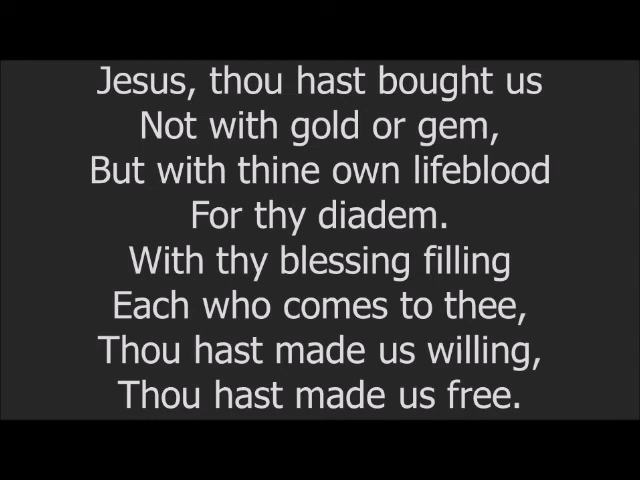 Jesus, thou hast bought us
Not with gold or gem,
But with thine own lifeblood
For thy diadem.
With thy blessing filling
Each who comes to thee,
Thou hast made us willing,
Thou hast made us free.